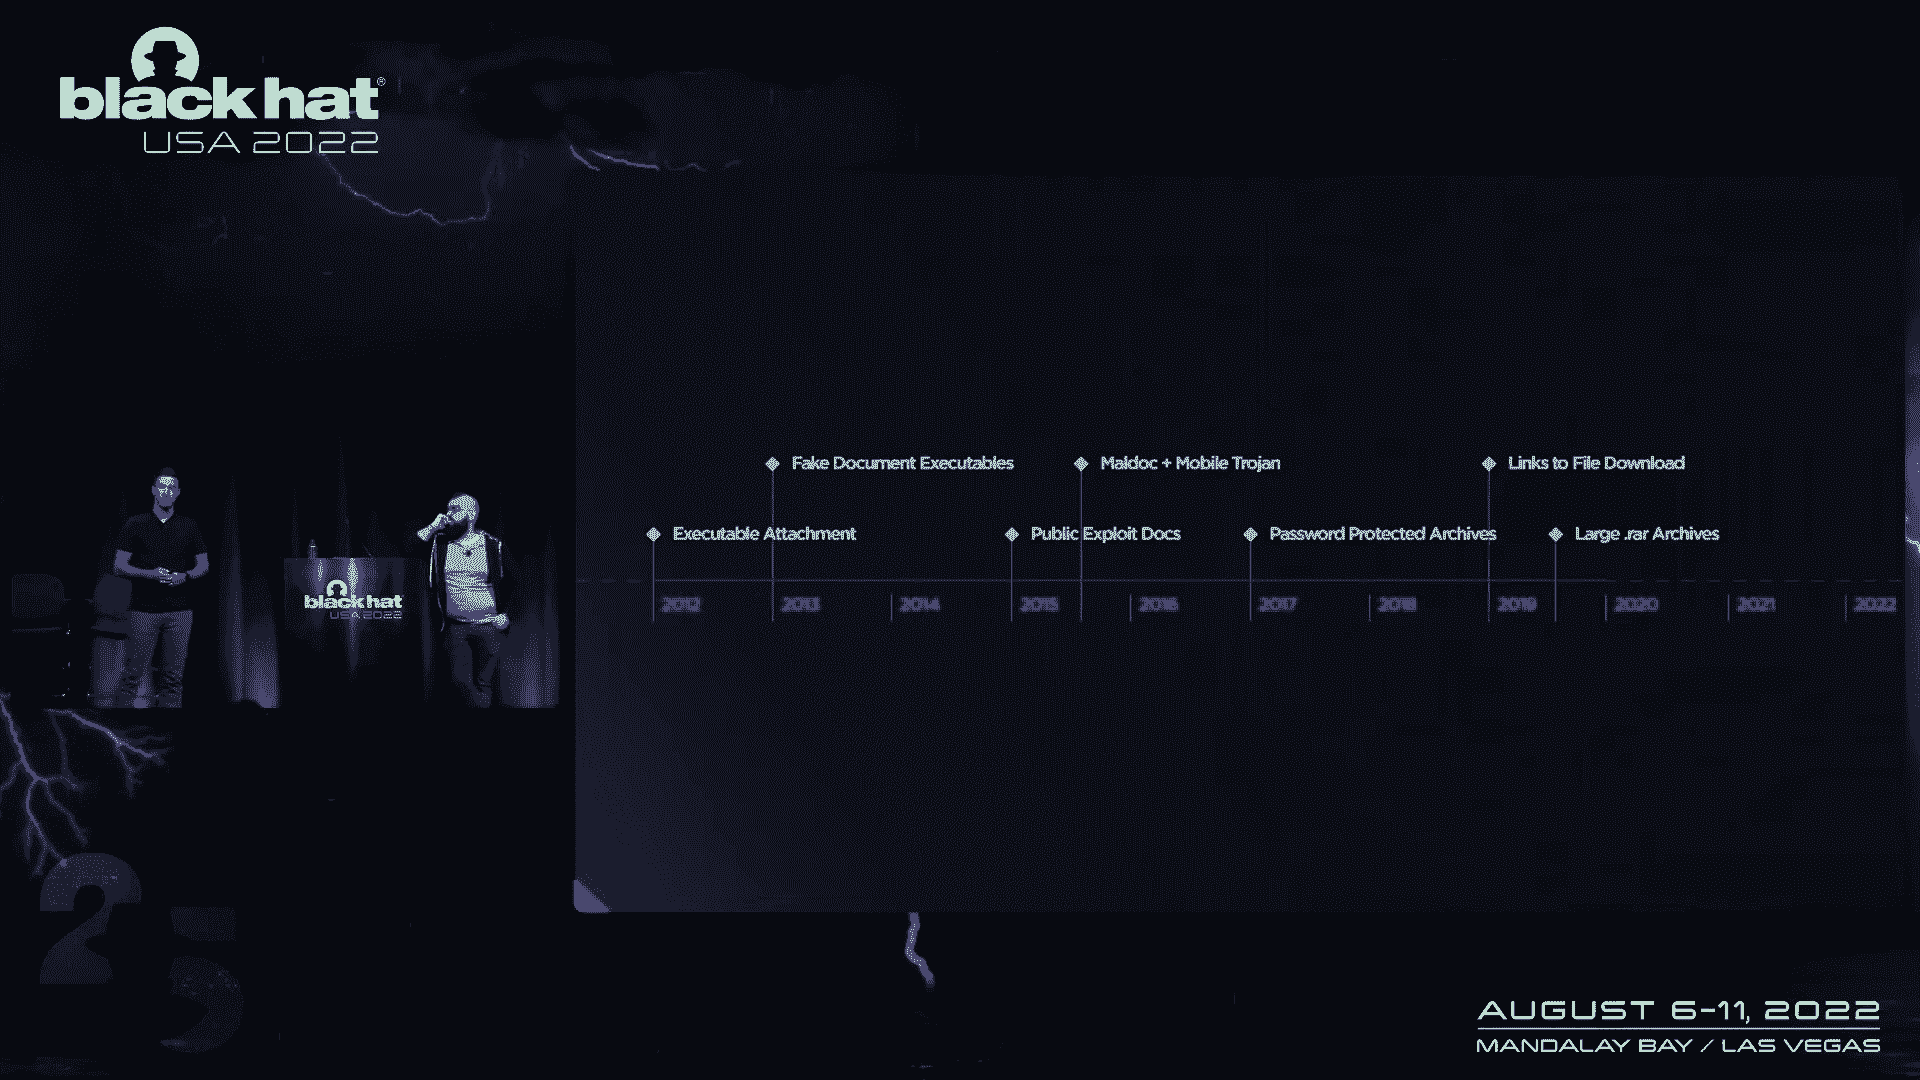 black hat®
USA 2022
Fake Document Executables
Maldoc + Mobile Trojan
Links to File Download
Executable Attachment
Public Exploit Docs
Password Protected Archives
Large .rar Archives
2012
2013
2014
2015
2016
2017
2018
2019
2020
2021
2022
black hat
USA 2022
25
AUGUST 6-11, 2022
MANDALAY BAY / LAS VEGAS